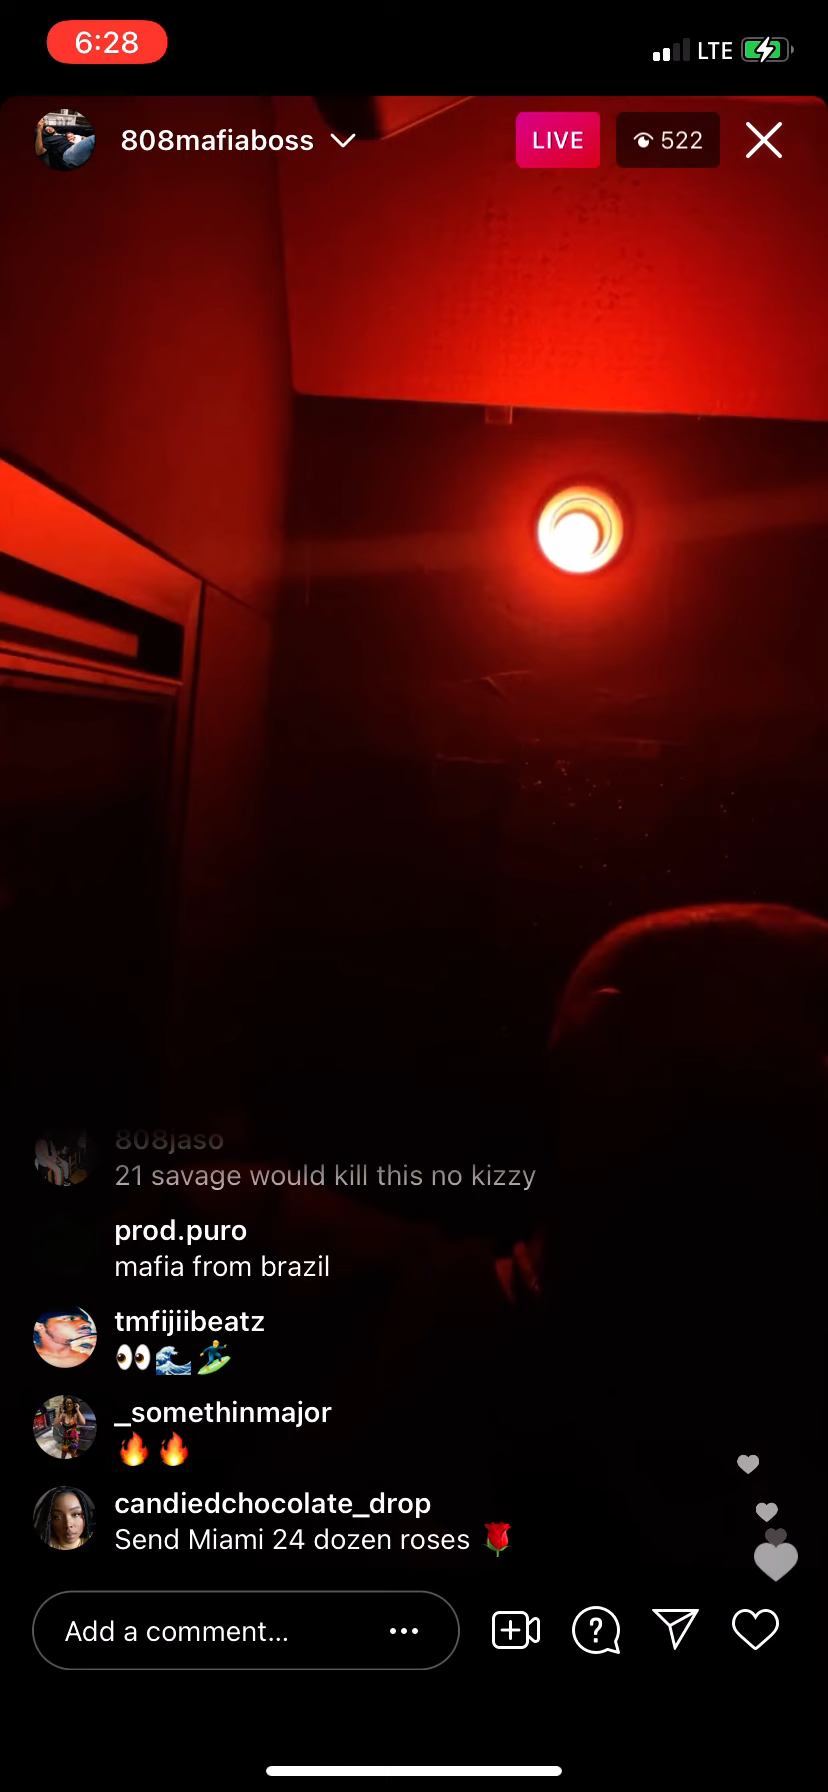 6:28
LTE
808mafiaboss
LIVE
522
808jaso
21 savage would kill this no kizzy
prod.puro
mafia from brazil
tmfijiibeatz
👀🌊🏄
_somethinmajor
🔥🔥
candiedchocolate_drop
Send Miami 24 dozen roses 🌹
Add a comment...